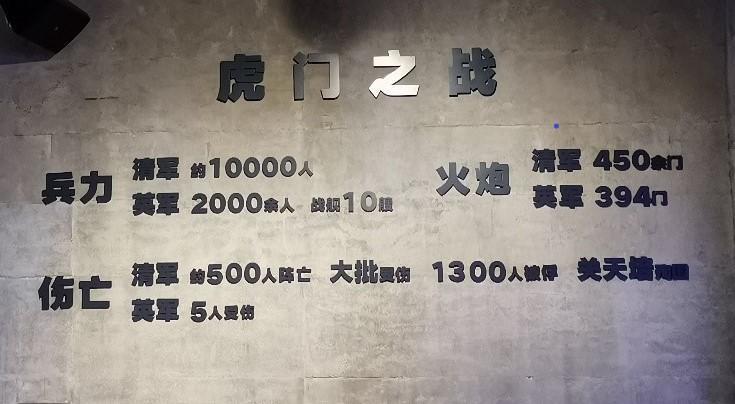 虎门之战
兵力
清军 约10000人
英军 2000余人 战舰10艘
火炮
清军 450余门
英军 394门
伤亡
清军 约500人阵亡 大批受伤 1300人被俘 关天培殉国
英军 5人受伤